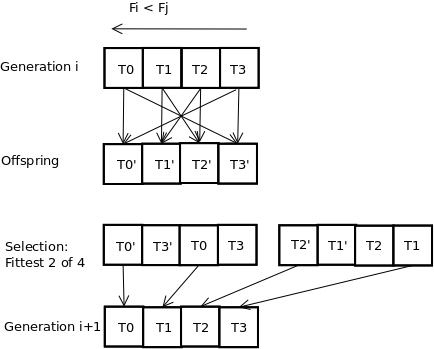 Fi < Fj
Generation i
T0 T1 T2 T3
Offspring
T0' T1' T2' T3'
Selection:
Fittest 2 of 4
T0' T3' T0 T3
T2' T1' T2 T1
Generation i+1
T0 T1 T2 T3